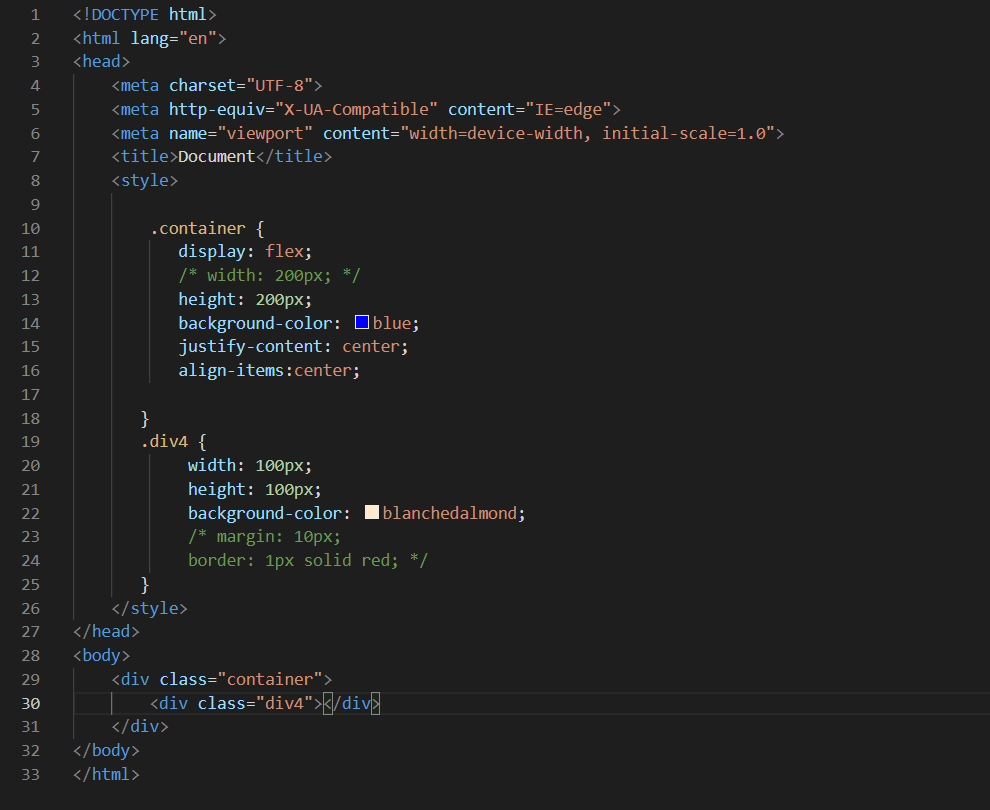 1 <!DOCTYPE html>
2 <html lang="en">
3 <head>
4     <meta charset="UTF-8">
5     <meta http-equiv="X-UA-Compatible" content="IE=edge">
6     <meta name="viewport" content="width=device-width, initial-scale=1.0">
7     <title>Document</title>
8     <style>
9
10         .container {
11            display: flex;
12            /* width: 200px; */
13            height: 200px;
14            background-color: blue;
15            justify-content: center;
16            align-items:center;
17
18        }
19        .div4 {
20             width: 100px;
21             height: 100px;
22             background-color: blanchedalmond;
23             /* margin: 10px;
24             border: 1px solid red; */
25        }
26     </style>
27 </head>
28 <body>
29     <div class="container">
30         <div class="div4"></div>
31     </div>
32 </body>
33 </html>